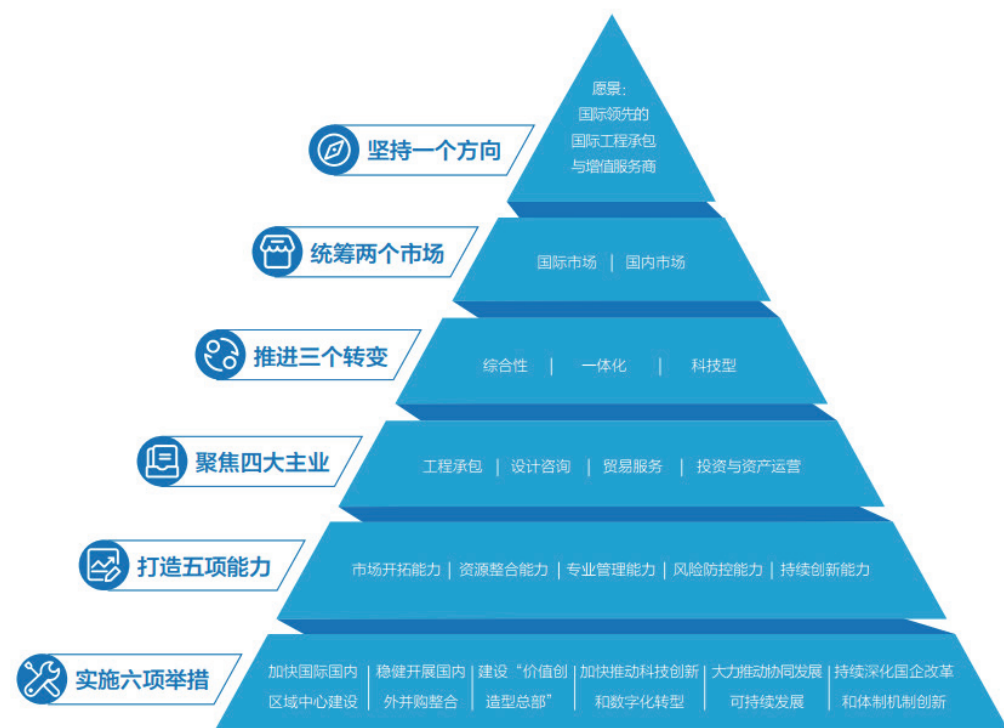 愿景：
国际领先的
国际工程承包
与增值服务商
坚持一个方向
统筹两个市场
国际市场 | 国内市场
推进三个转变
综合性 | 一体化 | 科技型
聚焦四大主业
工程承包 | 设计咨询 | 贸易服务 | 投资与资产运营
打造五项能力
市场开拓能力 | 资源整合能力 | 专业管理能力 | 风险防控能力 | 持续创新能力
实施六项举措
加快国际国内
区域中心建设
稳健开展国内
外并购整合
建设“价值创
造型总部”
加快推动科技创新
和数字化转型
大力推动协同发展
可持续发展
持续深化国企改革
和体制机制创新